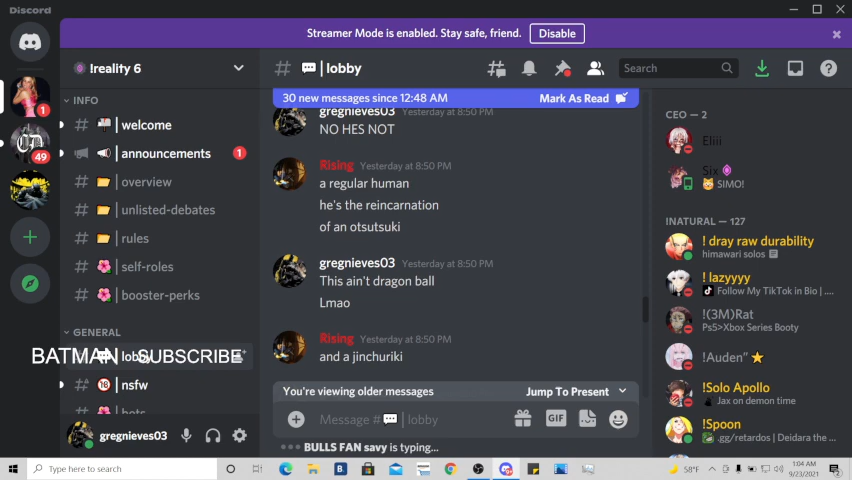 Discord
Streamer Mode is enabled. Stay safe, friend. Disable
!reality 6
INFO
welcome
announcements 1
overview
unlisted-debates
rules
self-roles
booster-perks
GENERAL
lobby
BATMAN SUBSCRIBE
nsfw
bots
gregnieves03
1
49
| lobby
Search
30 new messages since 12:48 AM Mark As Read
gregnieves03 Yesterday at 8:50 PM
NO HES NOT
Rising Yesterday at 8:50 PM
a regular human
he's the reincarnation
of an otsutsuki
gregnieves03 Yesterday at 8:50 PM
This ain't dragon ball
Lmao
Rising Yesterday at 8:50 PM
and a jinchuriki
You're viewing older messages Jump To Present
Message # | lobby
GIF
BULLS FAN savy is typing...
CEO — 2
Eliii
Six
SIMO!
INATURAL — 127
! dray raw durability
himawari solos
! lazyyyy
Follow My TikTok in Bio | ....
!(3M)Rat
Ps5>Xbox Series Booty
!Auden" ★
!Solo Apollo
Jax on demon time
!Spoon
.gg/retardos | Deidara the ...
Type here to search
58°F
1:04 AM
9/23/2021
2